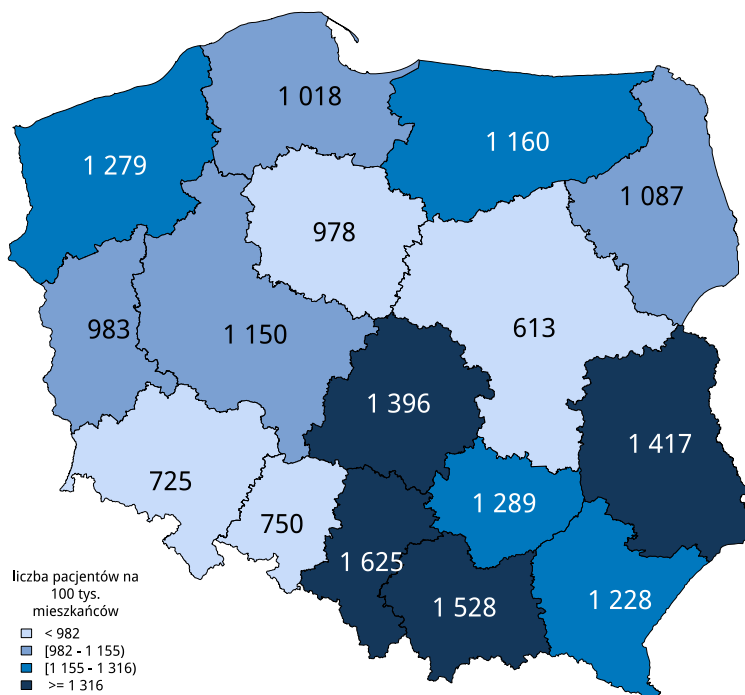 1 018
1 160
1 279
1 087
978
983
1 150
613
1 396
1 417
725
1 289
750
1 625
1 528
1 228
liczba pacjentów na
100 tys.
mieszkańców
< 982
[982 - 1 155)
[1 155 - 1 316)
>= 1 316